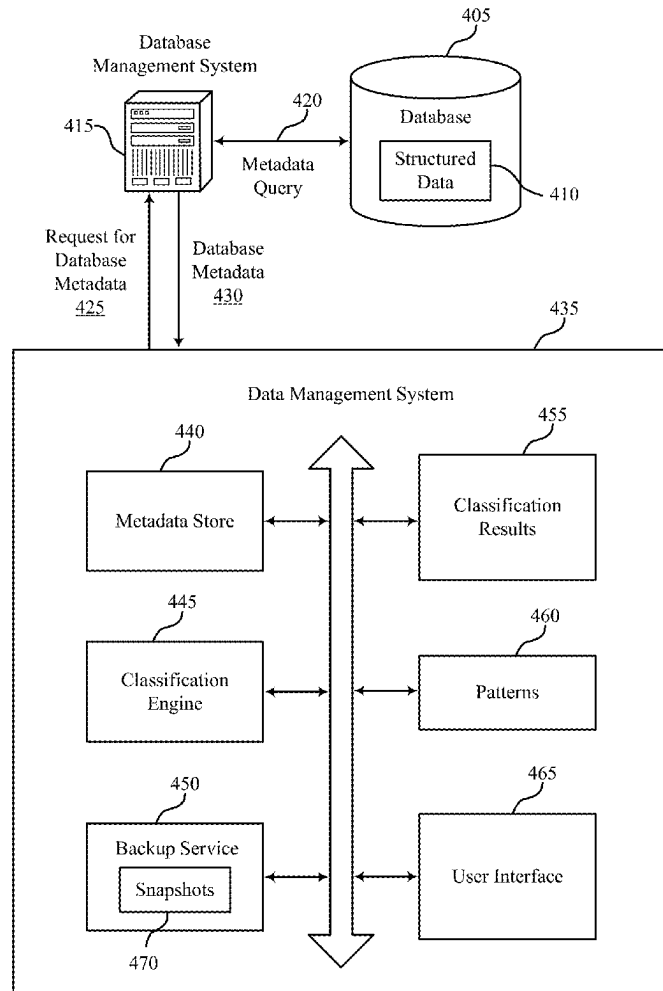 Database
Management System
405
415
420
Database
Metadata
Query
Structured
Data
410
Request for
Database
Metadata
425
Database
Metadata
430
435
Data Management System
440
455
Metadata Store
Classification
Results
445
460
Classification
Engine
Patterns
450
465
Backup Service
Snapshots
User Interface
470